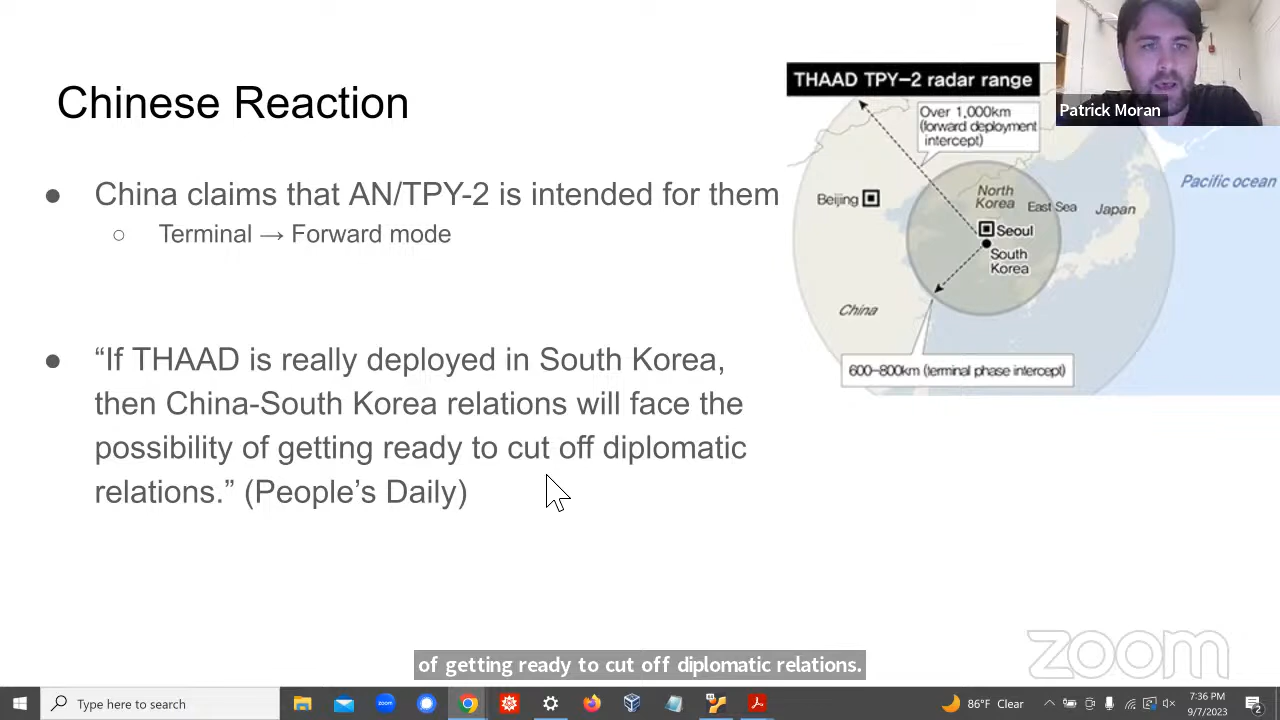 Chinese Reaction
● China claims that AN/TPY-2 is intended for them
○ Terminal → Forward mode
● “If THAAD is really deployed in South Korea,
then China-South Korea relations will face the
possibility of getting ready to cut off diplomatic
relations.” (People’s Daily)
THAAD TPY-2 radar range
Over 1,000km
(forward deployment
intercept)
Beijing
North
Korea
East Sea
Japan
Pacific ocean
Seoul
South
Korea
China
600-800km (terminal phase intercept)
Patrick Moran
of getting ready to cut off diplomatic relations.
zoom
Type here to search
zoom
86°F Clear
7:36 PM
9/7/2023
2